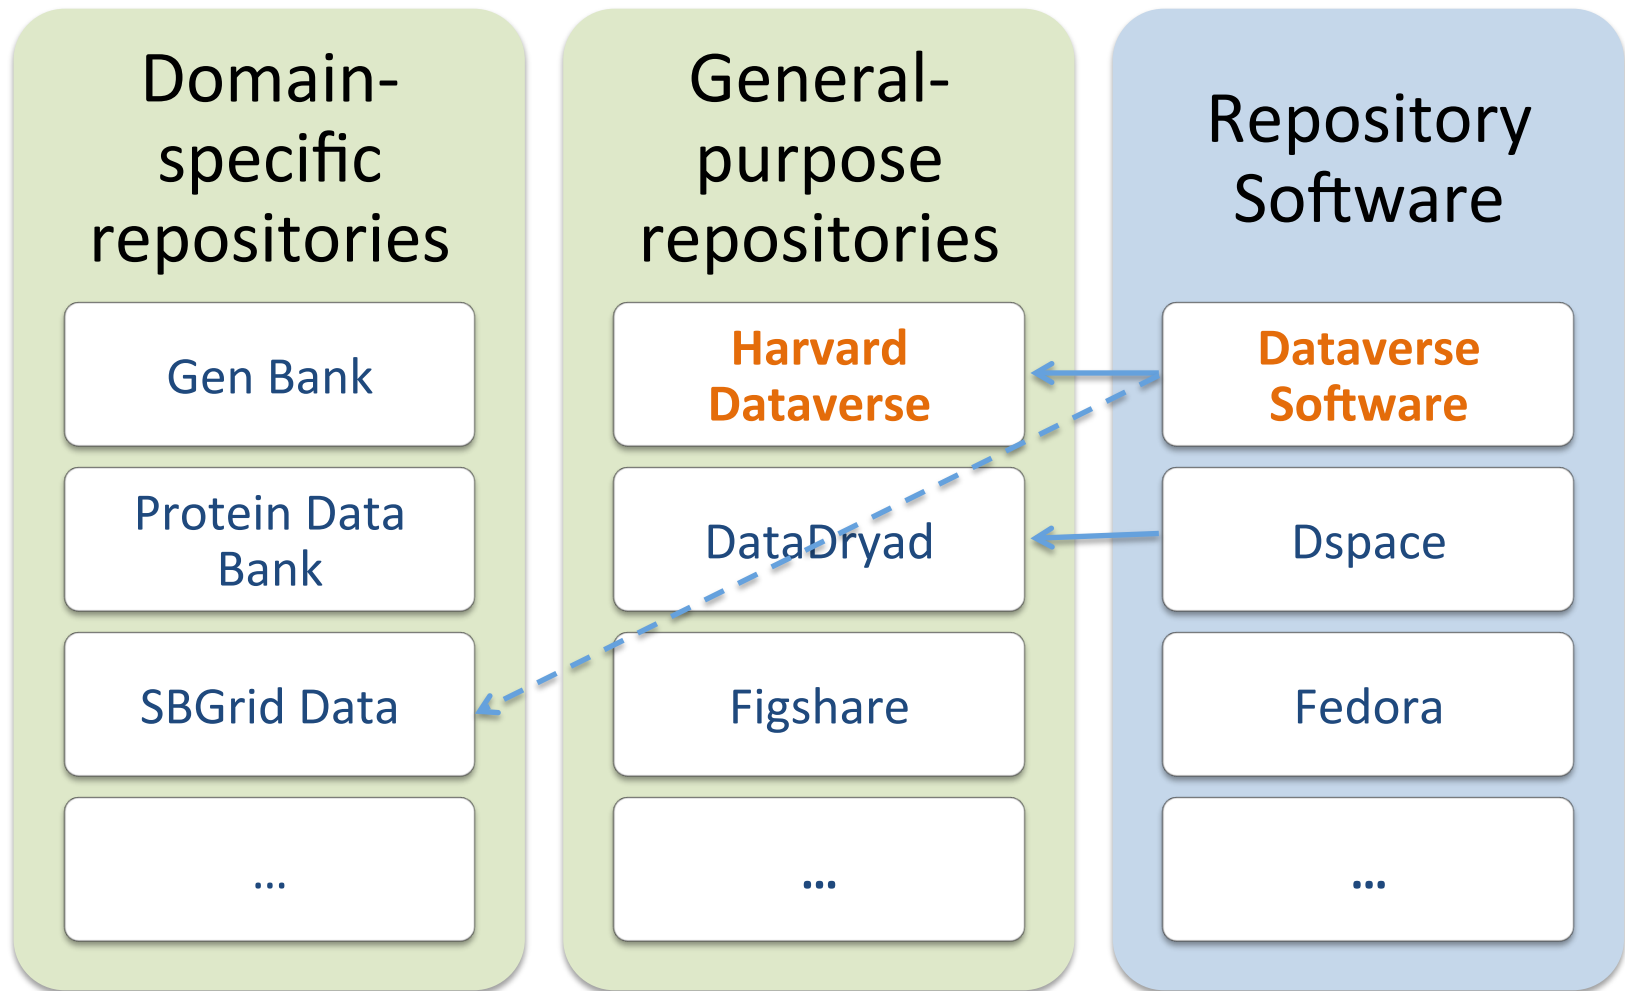 Domain-
specific
repositories
Gen Bank
Protein Data
Bank
SBGrid Data
...
General-
purpose
repositories
Harvard
Dataverse
DataDryad
Figshare
...
Repository
Software
Dataverse
Software
Dspace
Fedora
...